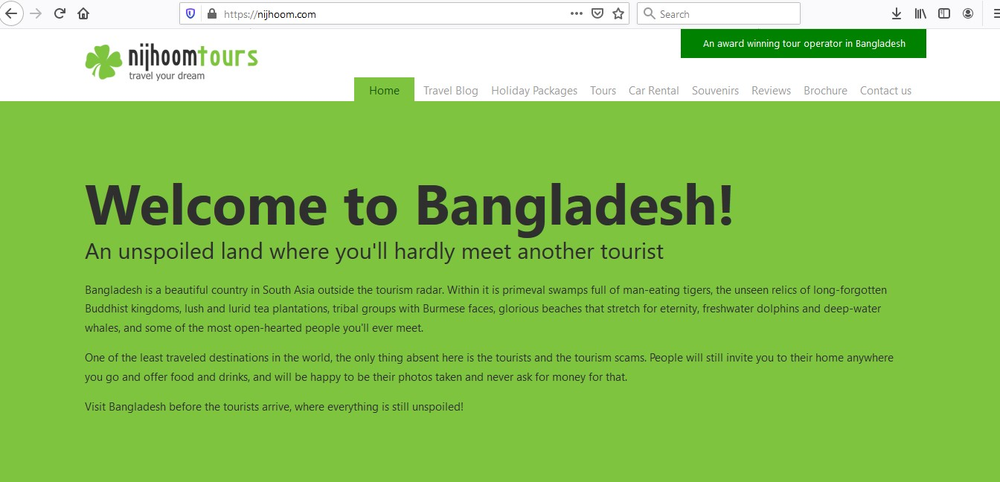 https://nijhoom.com
Search
An award winning tour operator in Bangladesh
nijhoomtours
travel your dream
Home Travel Blog Holiday Packages Tours Car Rental Souvenirs Reviews Brochure Contact us
Welcome to Bangladesh!
An unspoiled land where you'll hardly meet another tourist
Bangladesh is a beautiful country in South Asia outside the tourism radar. Within it is primeval swamps full of man-eating tigers, the unseen relics of long-forgotten
Buddhist kingdoms, lush and lurid tea plantations, tribal groups with Burmese faces, glorious beaches that stretch for eternity, freshwater dolphins and deep-water
whales, and some of the most open-hearted people you'll ever meet.
One of the least traveled destinations in the world, the only thing absent here is the tourists and the tourism scams. People will still invite you to their home anywhere
you go and offer food and drinks, and will be happy to be their photos taken and never ask for money for that.
Visit Bangladesh before the tourists arrive, where everything is still unspoiled!